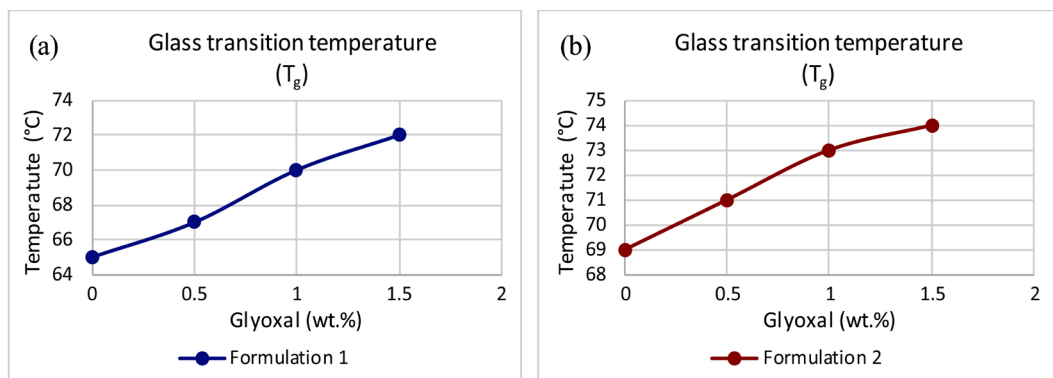 (a)
Glass transition temperature
(Tg)
Temperatute (°C)
74
72
70
68
66
64
0 0.5 1 1.5 2
Glyoxal (wt.%)
Formulation 1
(b)
Glass transition temperature
(Tg)
Temperatute (°C)
75
74
73
72
71
70
69
68
0 0.5 1 1.5 2
Glyoxal (wt.%)
Formulation 2